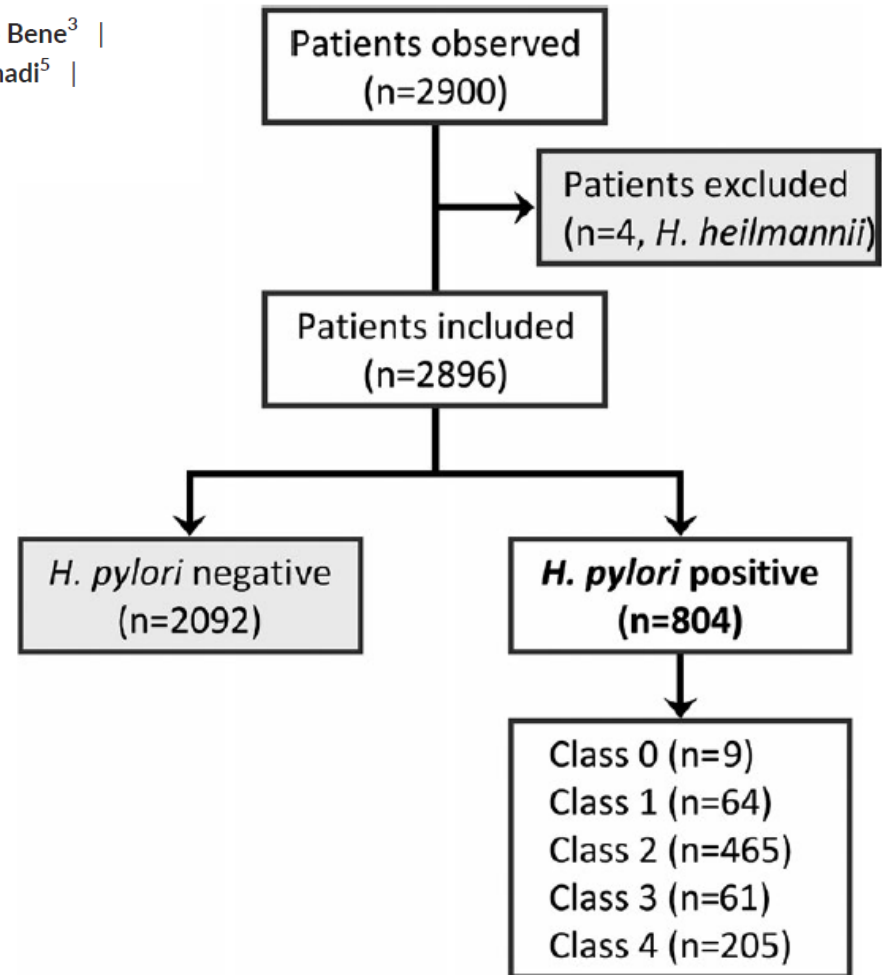 Bene³ |
nadi⁵ |
Patients observed
(n=2900)
Patients excluded
(n=4, H. heilmannii)
Patients included
(n=2896)
H. pylori negative
(n=2092)
H. pylori positive
(n=804)
Class 0 (n=9)
Class 1 (n=64)
Class 2 (n=465)
Class 3 (n=61)
Class 4 (n=205)